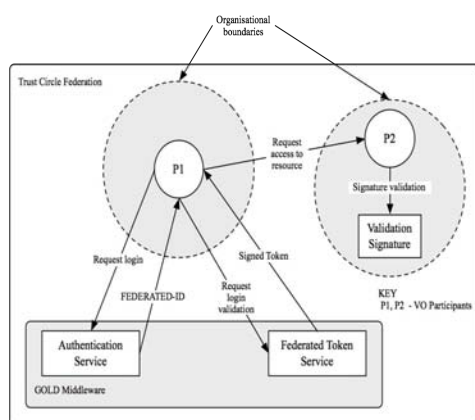 Organisational
boundaries
Trust Circle Federation
P1
Request
access to
resource
P2
Signature validation
Validation
Signature
Request login
FEDERATED-ID
Signed Token
Request
login
validation
KEY
P1, P2 - VO Participants
Authentication
Service
Federated Token
Service
GOLD Middleware